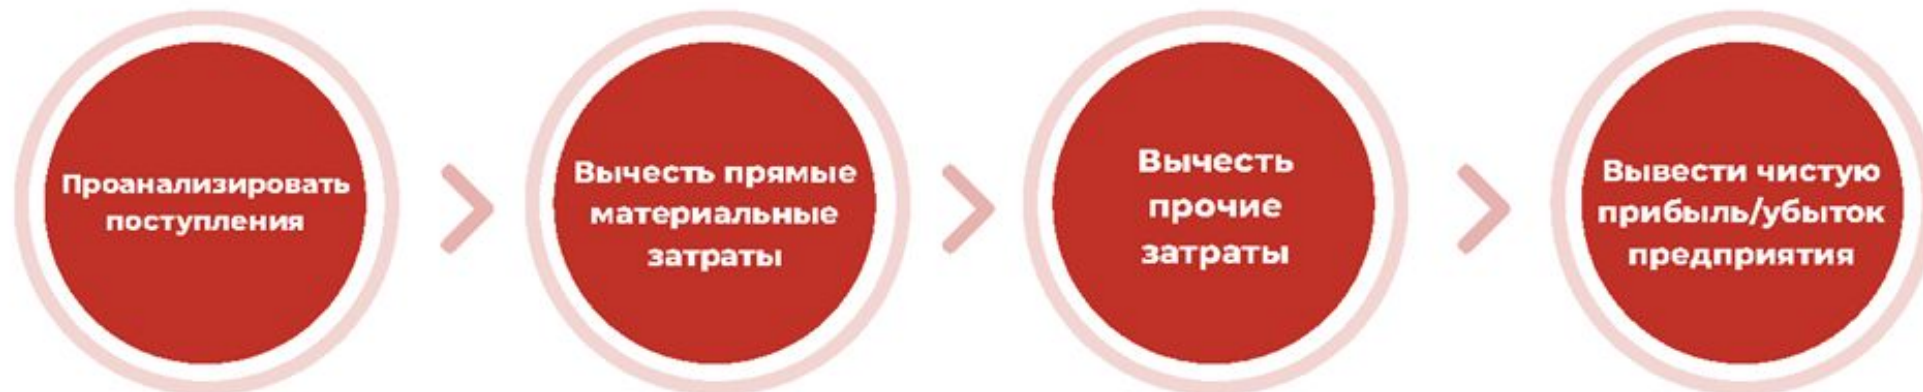 Проанализировать
поступления
Вычесть прямые
материальные
затраты
Вычесть
прочие
затраты
Вывести чистую
прибыль/убыток
предприятия